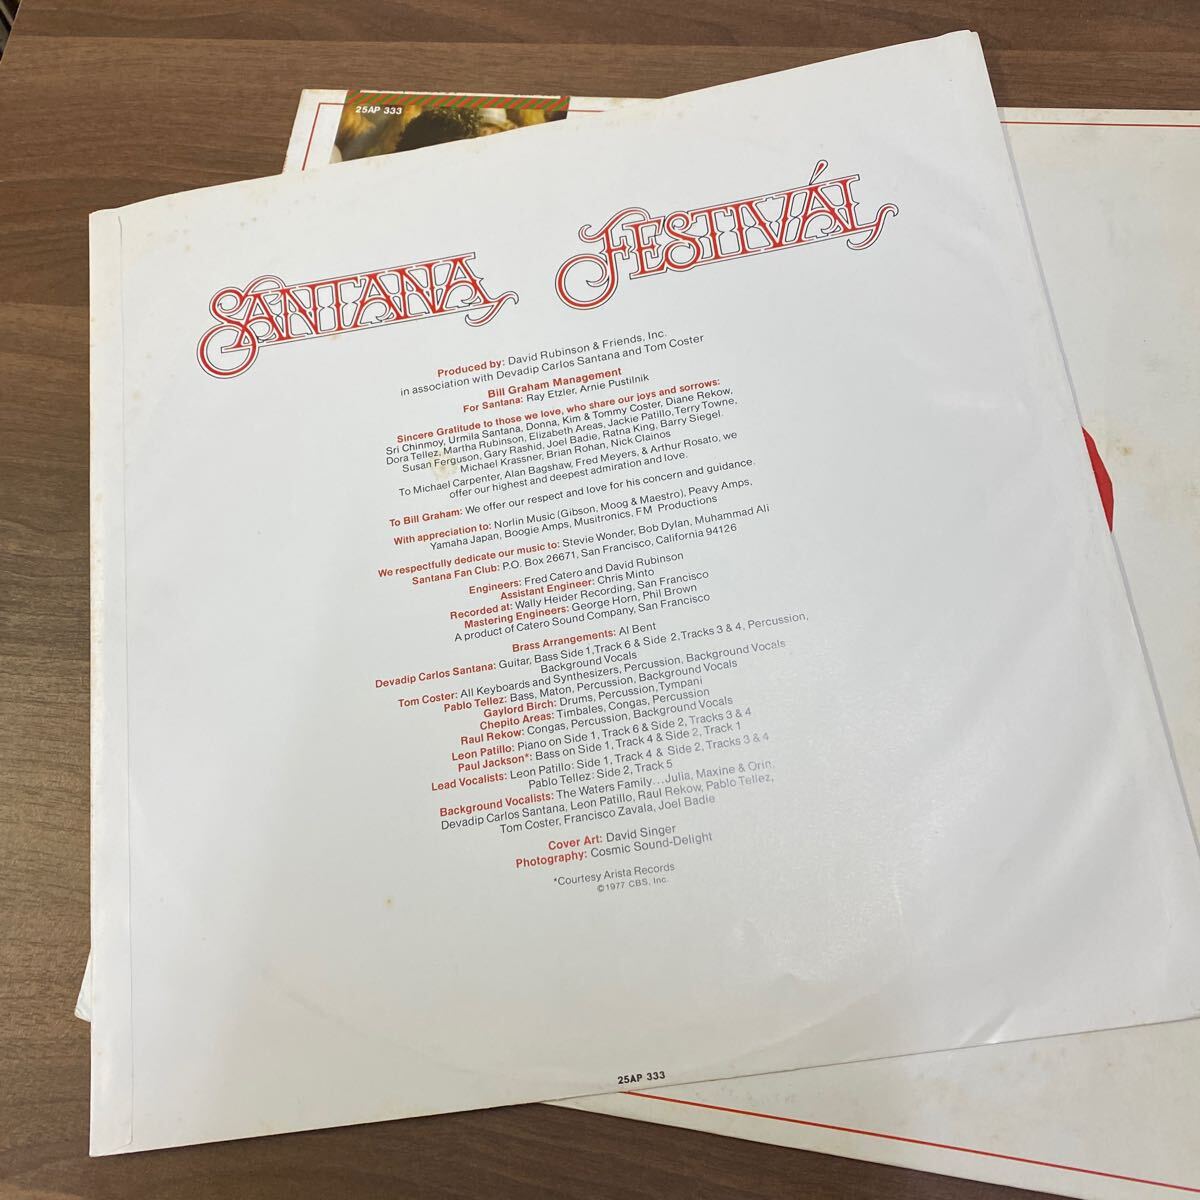 25AP 333
SANTANA FESTIVÁL
Produced by: David Rubinson & Friends, Inc.
in association with Devadip Carlos Santana and Tom Coster
Bill Graham Management
For Santana: Ray Etzler, Arnie Pustilnik
Sincere Gratitude to those we love, who share our joys and sorrows:
Sri Chinmoy, Urmila Santana, Donna, Kim & Tommy Coster, Diane Rekow,
Dora Tellez, Martha Rubinson, Elizabeth Areas, Jackie Patillo, Terry Towne,
Susan Ferguson, Gary Rashid, Joel Badie, Ratna King, Barry Siegel.
Michael Krassner, Brian Rohan, Nick Clainos
To Michael Carpenter, Alan Bagshaw, Fred Meyers, & Arthur Rosato, we
offer our highest and deepest admiration and love.
To Bill Graham: We offer our respect and love for his concern and guidance.
With appreciation to: Norlin Music (Gibson, Moog & Maestro), Peavy Amps,
Yamaha Japan, Boogie Amps, Musitronics, FM Productions
We respectfully dedicate our music to: Stevie Wonder, Bob Dylan, Muhammad Ali
Santana Fan Club: P.O. Box 26671, San Francisco, California 94126
Engineers: Fred Catero and David Rubinson
Assistant Engineer: Chris Minto
Recorded at: Wally Heider Recording, San Francisco
Mastering Engineers: George Horn, Phil Brown
A product of Catero Sound Company, San Francisco
Brass Arrangements: Al Bent
Devadip Carlos Santana: Guitar, Bass Side 1, Track 6 & Side 2, Tracks 3 & 4, Percussion,
Background Vocals
Tom Coster: All Keyboards and Synthesizers, Percussion, Background Vocals
Pablo Tellez: Bass, Maton, Percussion, Background Vocals
Gaylord Birch: Drums, Percussion, Tympani
Chepito Areas: Timbales, Congas, Percussion
Raul Rekow: Congas, Percussion, Background Vocals
Leon Patillo: Piano on Side 1, Track 6 & Side 2, Tracks 3 & 4
Paul Jackson*: Bass on Side 1, Track 4 & Side 2, Track 1
Lead Vocalists: Leon Patillo: Side 1, Track 4 & Side 2, Tracks 3 & 4
Pablo Tellez: Side 2, Track 5
Background Vocalists: The Waters Family...Julia, Maxine & Orin,
Devadip Carlos Santana, Leon Patillo, Raul Rekow, Pablo Tellez,
Tom Coster, Francisco Zavala, Joel Badie
Cover Art: David Singer
Photography: Cosmic Sound-Delight
*Courtesy Arista Records
©1977 CBS, Inc.
25AP 333